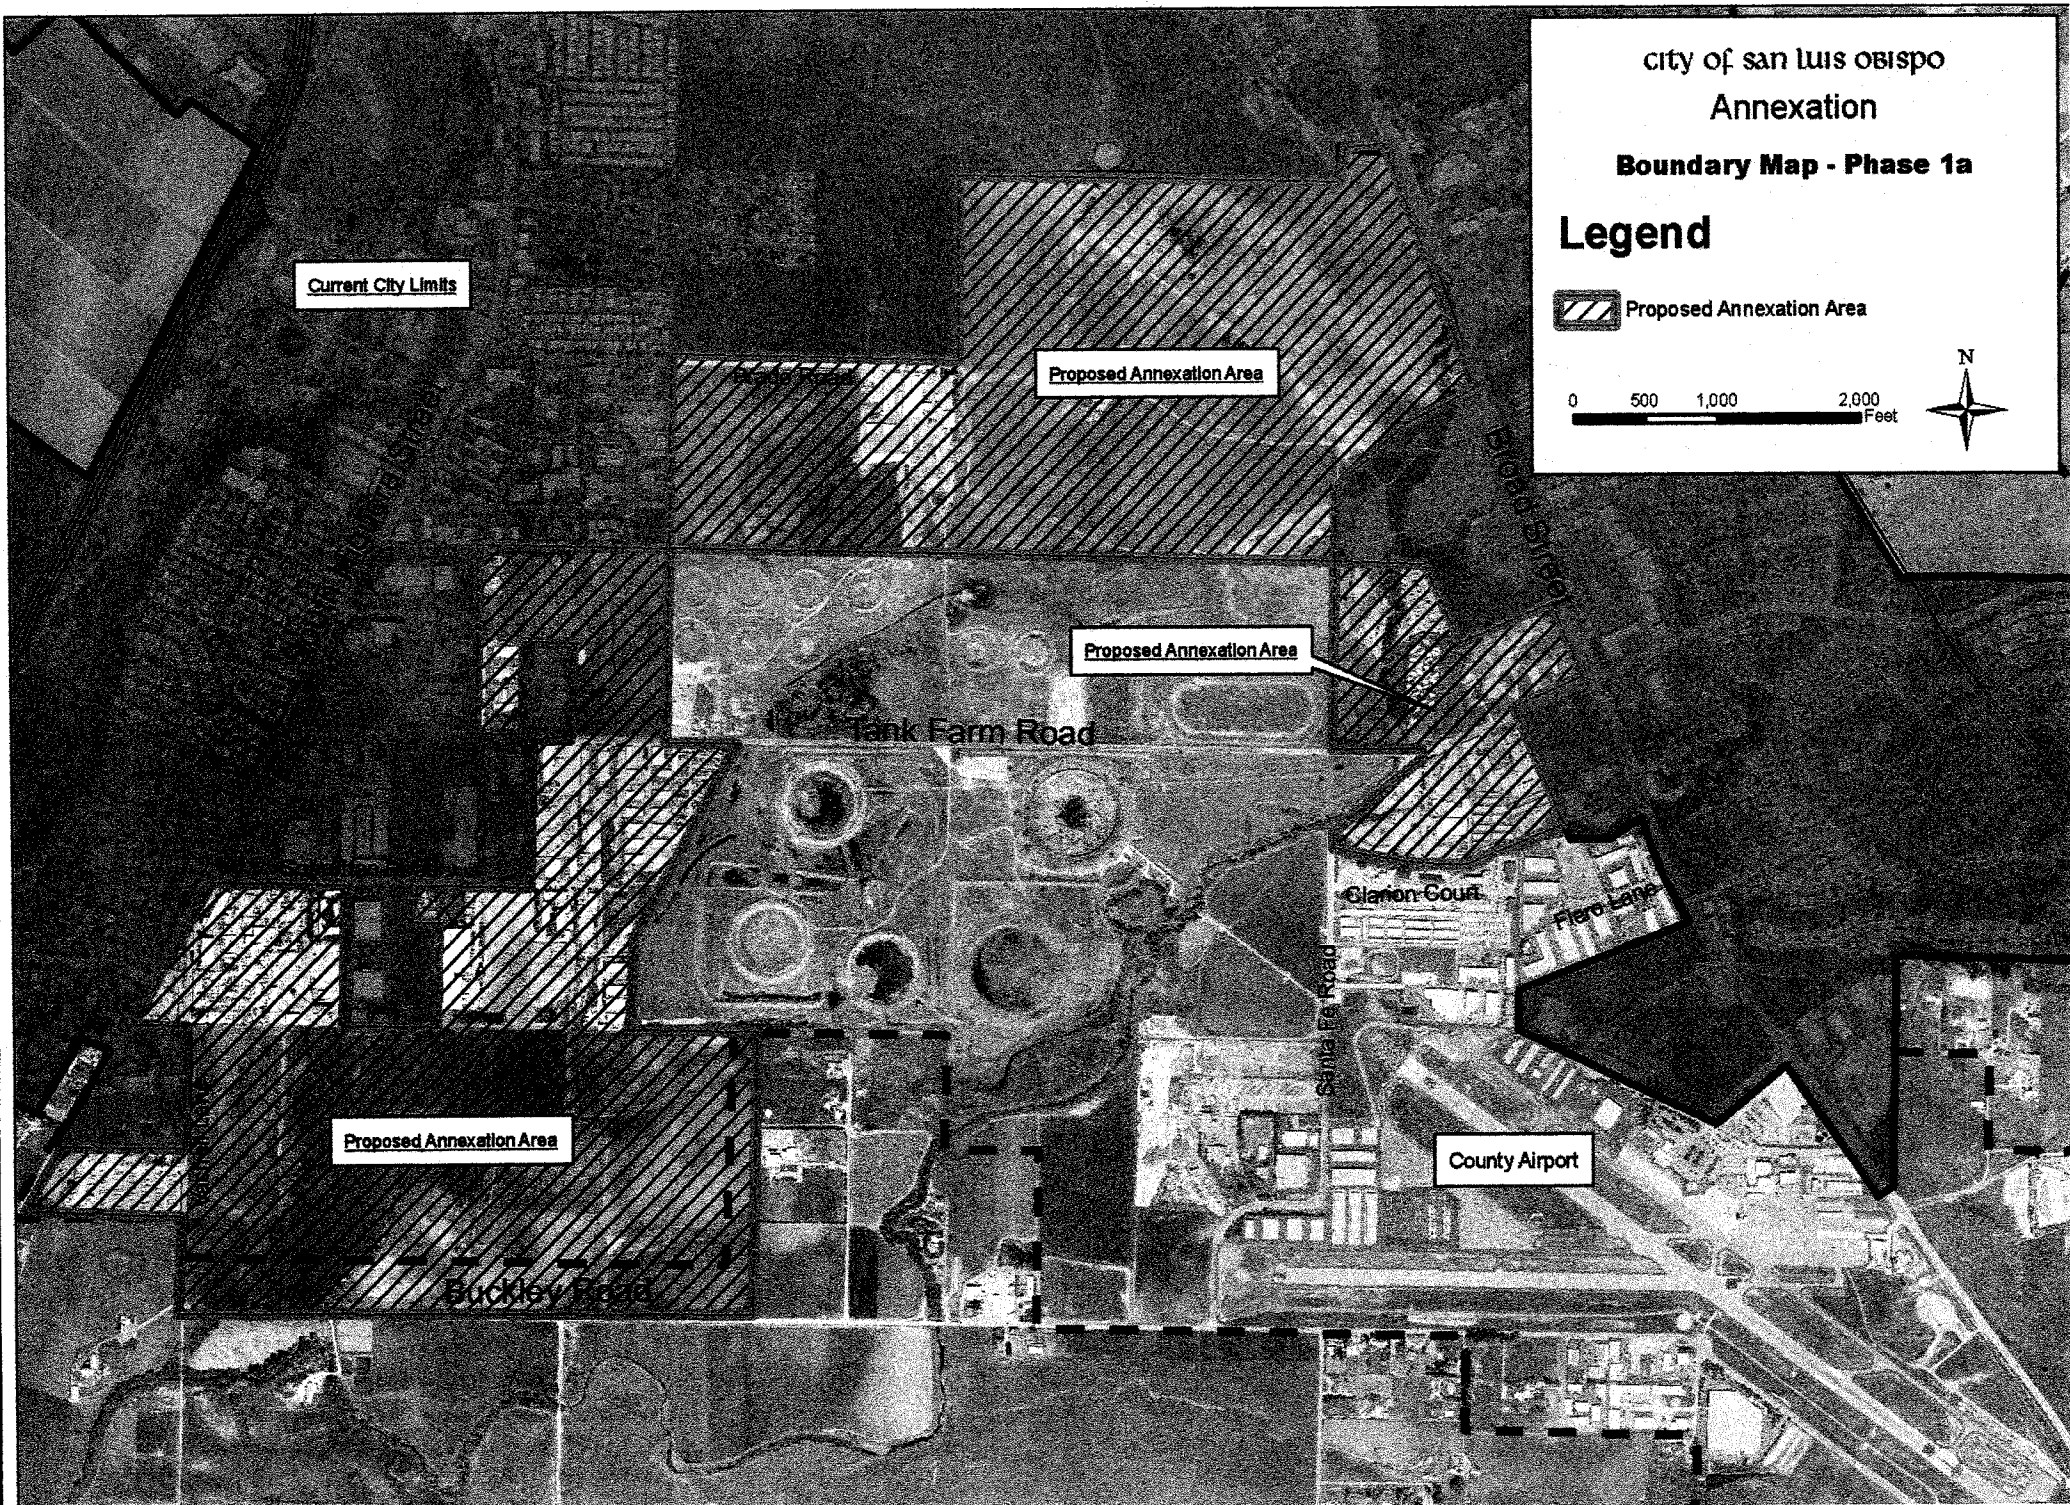 city of san luis obispo
Annexation
Boundary Map - Phase 1a
Legend
Proposed Annexation Area
0 500 1,000 2,000
Feet
N
Current City Limits
Proposed Annexation Area
Broad Street
Proposed Annexation Area
Tank Farm Road
Clarion Court
Fiero Lane
Santa Fe Road
Proposed Annexation Area
County Airport
Buckley Road